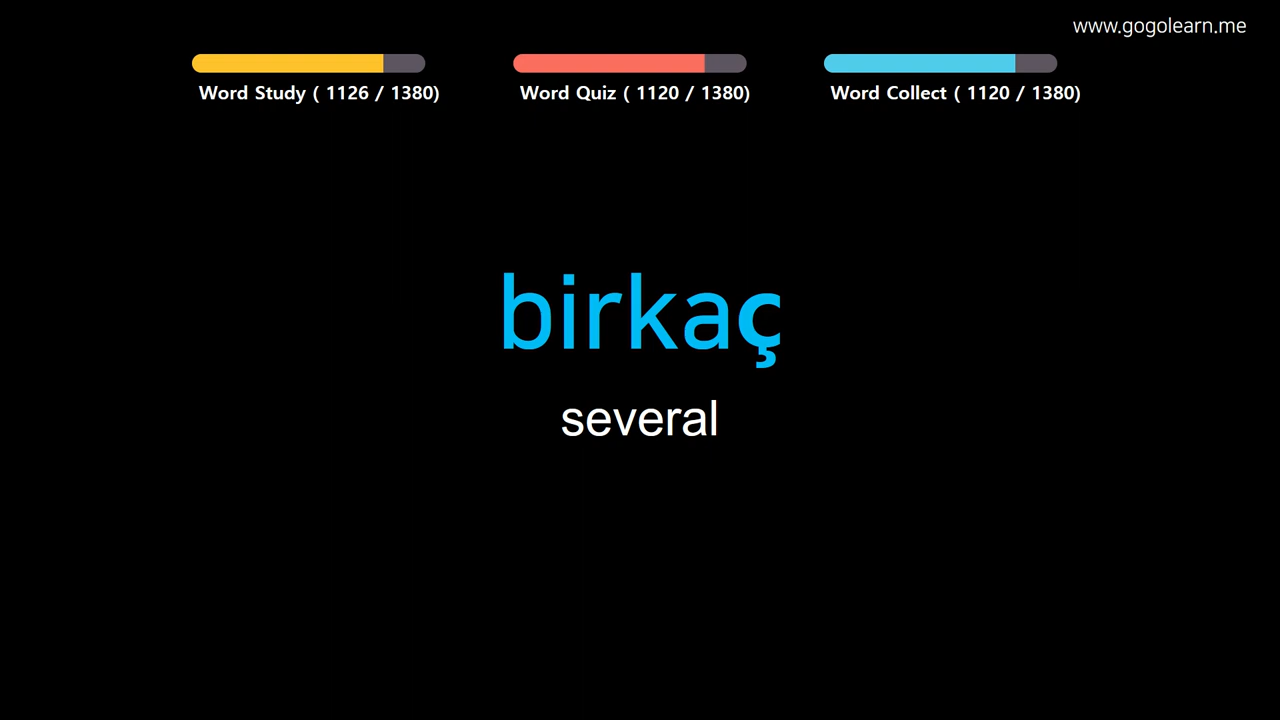 www.gogolearn.me
Word Study ( 1126 / 1380)
Word Quiz ( 1120 / 1380)
Word Collect ( 1120 / 1380)
birkaç
several